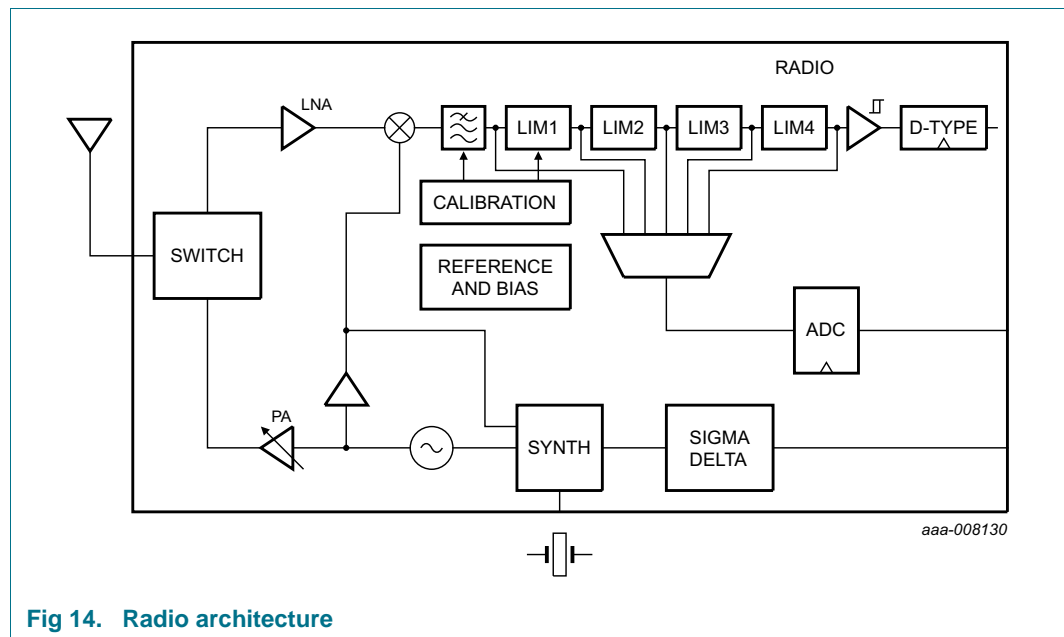 RADIO
LNA
LIM1
LIM2
LIM3
LIM4
D-TYPE
CALIBRATION
SWITCH
REFERENCE
AND BIAS
ADC
PA
SYNTH
SIGMA
DELTA
aaa-008130
Fig 14. Radio architecture